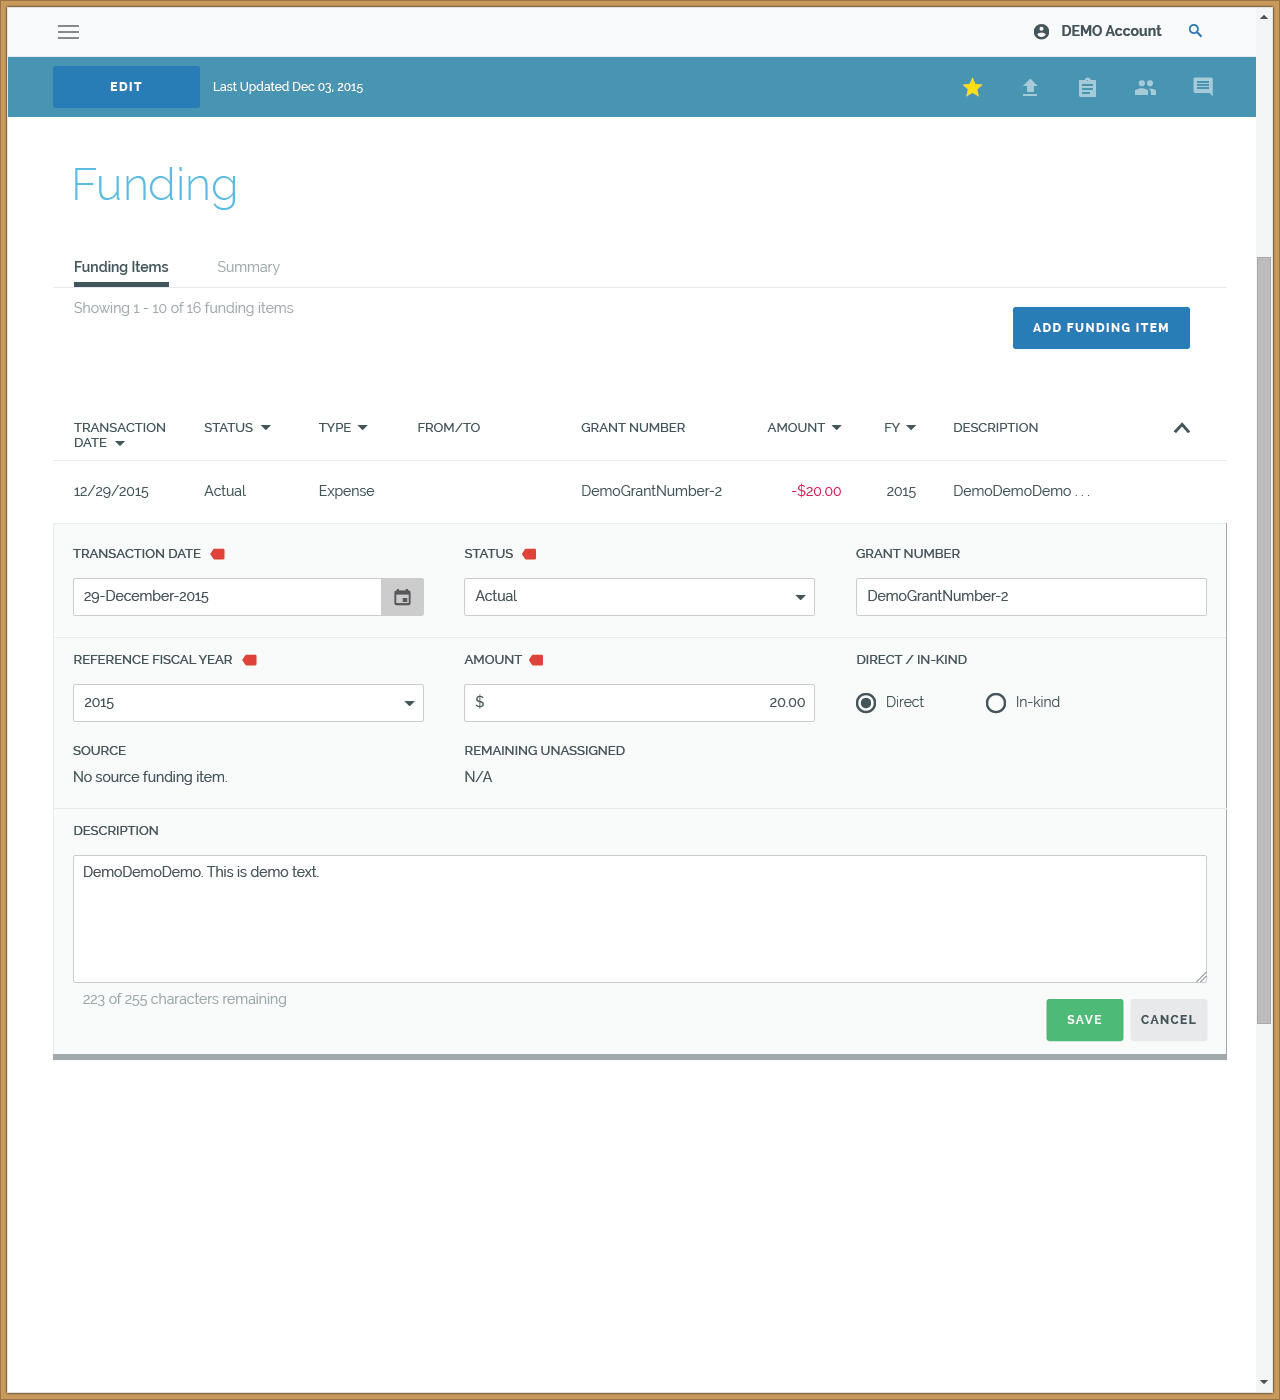 DEMO Account
EDIT
Last Updated Dec 03, 2015
Funding
Funding Items
Summary
Showing 1 - 10 of 16 funding items
ADD FUNDING ITEM
TRANSACTION DATE
STATUS
TYPE
FROM/TO
GRANT NUMBER
AMOUNT
FY
DESCRIPTION
12/29/2015
Actual
Expense
DemoGrantNumber-2
-$20.00
2015
DemoDemoDemo . . .
TRANSACTION DATE
STATUS
GRANT NUMBER
29-December-2015
Actual
DemoGrantNumber-2
REFERENCE FISCAL YEAR
AMOUNT
DIRECT / IN-KIND
2015
$ 20.00
Direct
In-kind
SOURCE
REMAINING UNASSIGNED
No source funding item.
N/A
DESCRIPTION
DemoDemoDemo. This is demo text.
223 of 255 characters remaining
SAVE
CANCEL